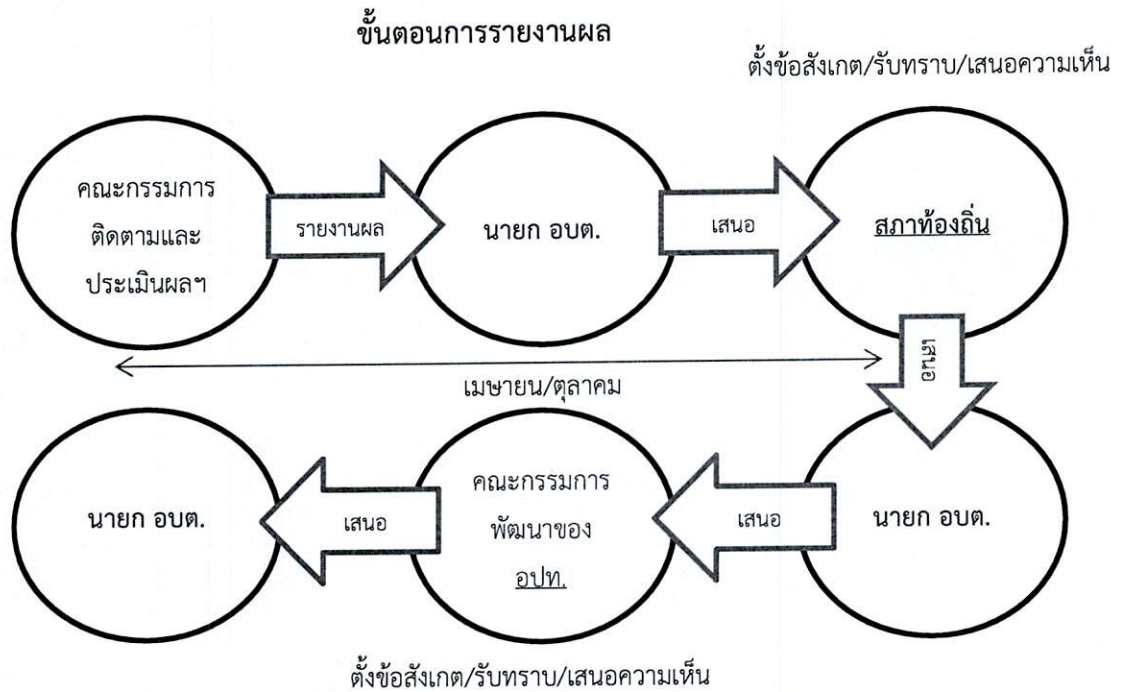 ขั้นตอนการรายงานผล
ตั้งข้อสังเกต/รับทราบ/เสนอความเห็น
คณะกรรมการ
ติดตามและ
ประเมินผลฯ
รายงานผล
นายก อบต.
เสนอ
สภาท้องถิ่น
เสนอ
เมษายน/ตุลาคม
นายก อบต.
เสนอ
คณะกรรมการ
พัฒนาของ
อปท.
เสนอ
นายก อบต.
ตั้งข้อสังเกต/รับทราบ/เสนอความเห็น